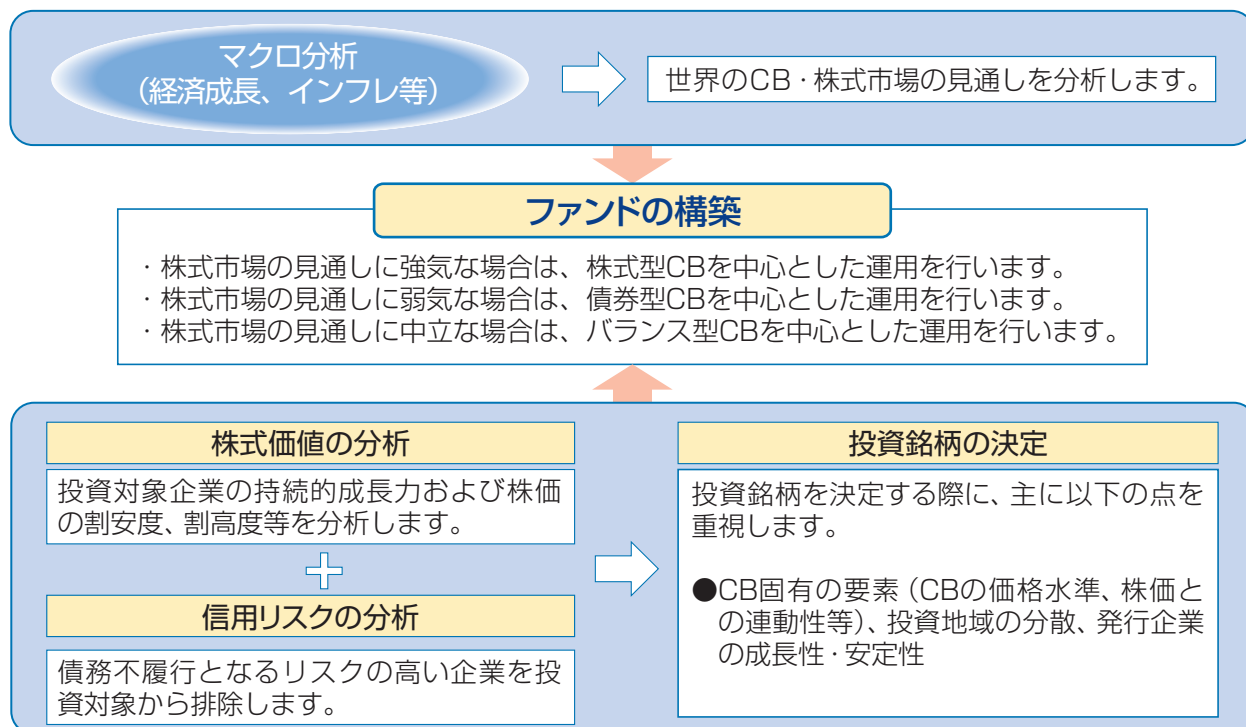 マクロ分析
（経済成長、インフレ等）
世界のCB・株式市場の見通しを分析します。
ファンドの構築
・株式市場の見通しに強気な場合は、株式型CBを中心とした運用を行います。
・株式市場の見通しに弱気な場合は、債券型CBを中心とした運用を行います。
・株式市場の見通しに中立な場合は、バランス型CBを中心とした運用を行います。
株式価値の分析
投資対象企業の持続的成長力および株価
の割安度、割高度等を分析します。
信用リスクの分析
債務不履行となるリスクの高い企業を投
資対象から排除します。
投資銘柄の決定
投資銘柄を決定する際に、主に以下の点を
重視します。
●CB固有の要素（CBの価格水準、株価と
の連動性等）、投資地域の分散、発行企業
の成長性・安定性